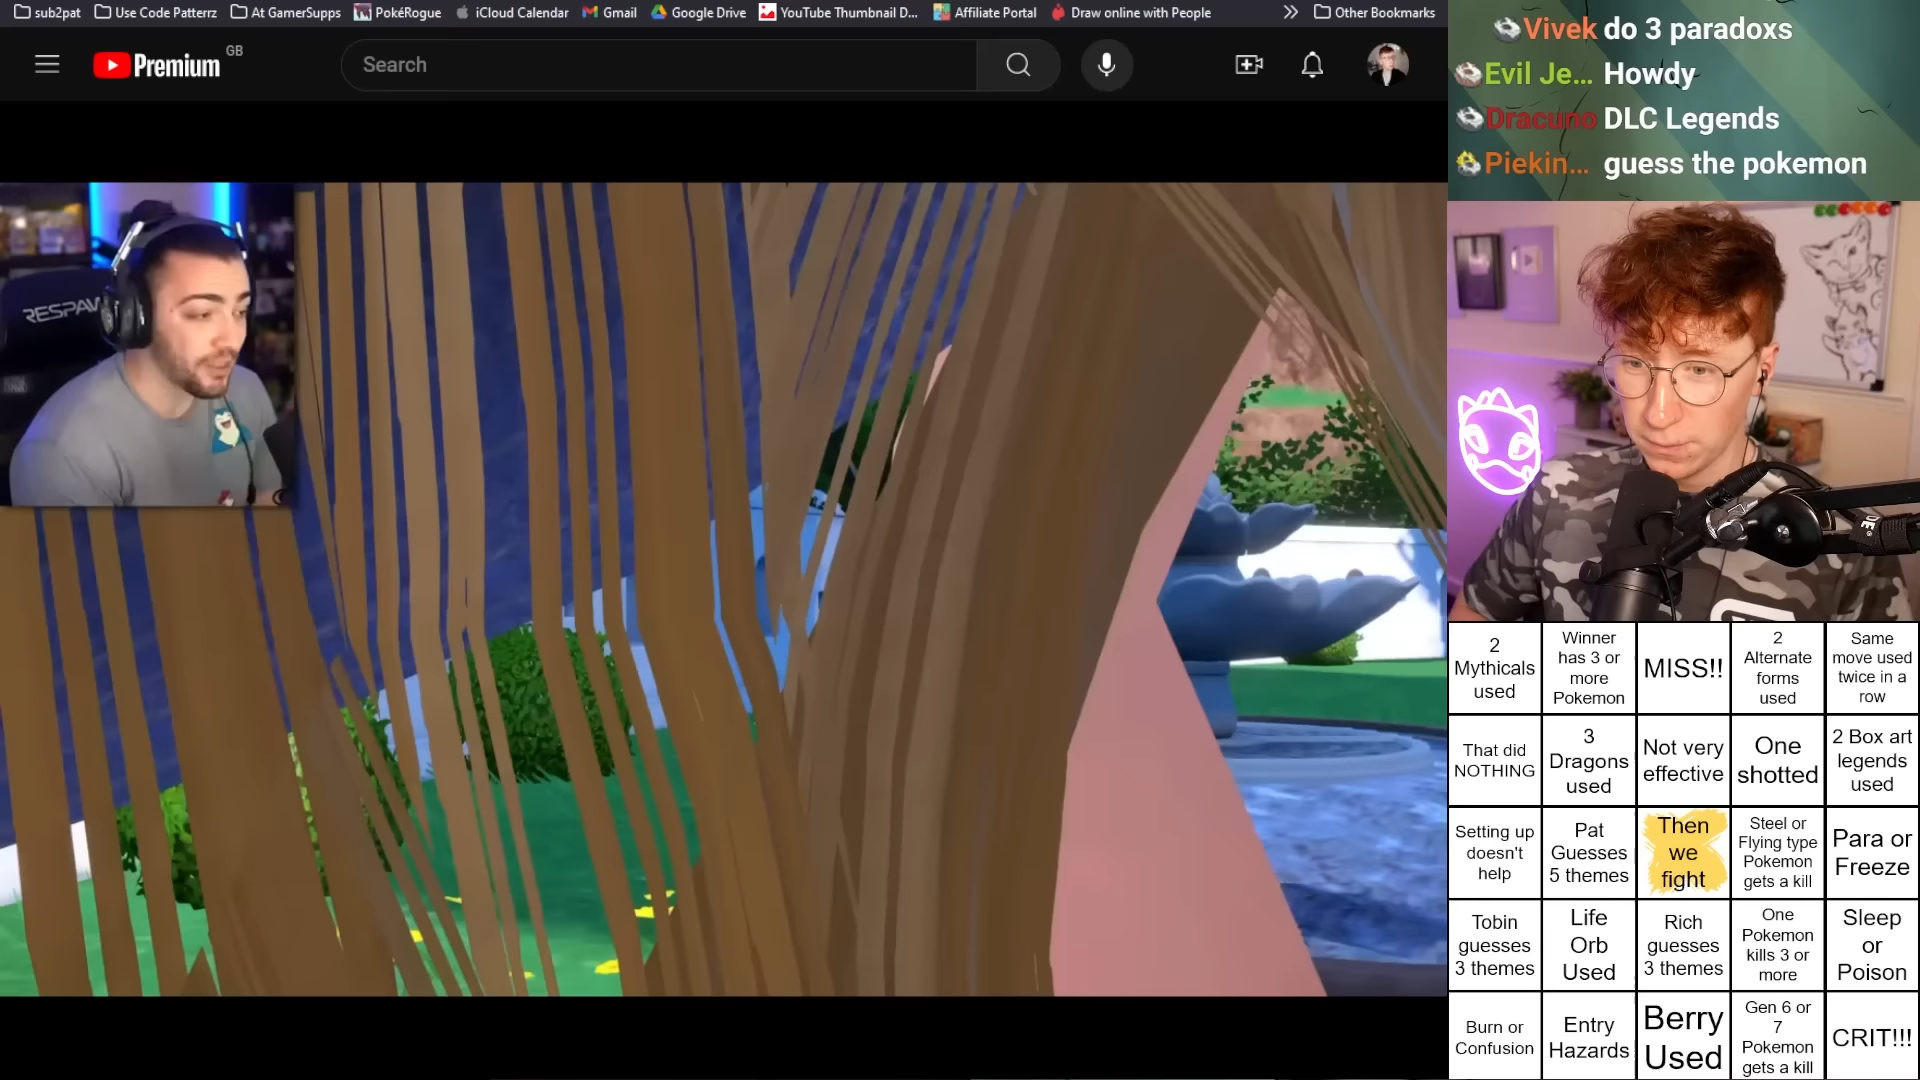 sub2pat Use Code Patterrz At GamerSupps PokéRogue iCloud Calendar Gmail Google Drive YouTube Thumbnail D... Affiliate Portal Draw online with People Other Bookmarks
Premium GB
Search
Vivek do 3 paradoxs
Evil Je... Howdy
Dracuno DLC Legends
Piekin... guess the pokemon
2
Mythicals
used
Winner
has 3 or
more
Pokemon
MISS!!
2
Alternate
forms
used
Same
move used
twice in a
row
That did
NOTHING
3
Dragons
used
Not very
effective
One
shotted
2 Box art
legends
used
Setting up
doesn't
help
Pat
Guesses
5 themes
Then
we
fight
Steel or
Flying type
Pokemon
gets a kill
Para or
Freeze
Tobin
guesses
3 themes
Life
Orb
Used
Rich
guesses
3 themes
One
Pokemon
kills 3 or
more
Sleep
or
Poison
Burn or
Confusion
Entry
Hazards
Berry
Used
Gen 6 or
7
Pokemon
gets a kill
CRIT!!!